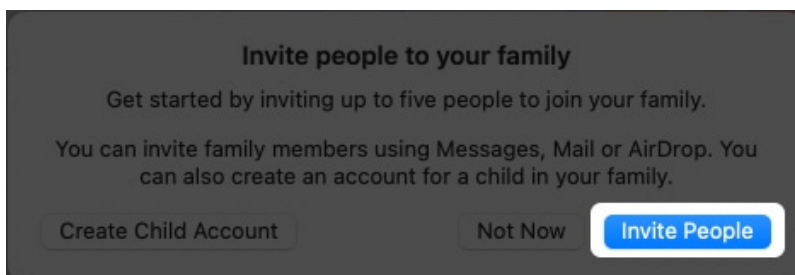 Invite people to your family
Get started by inviting up to five people to join your family.
You can invite family members using Messages, Mail or AirDrop. You
can also create an account for a child in your family.
Create Child Account Not Now Invite People